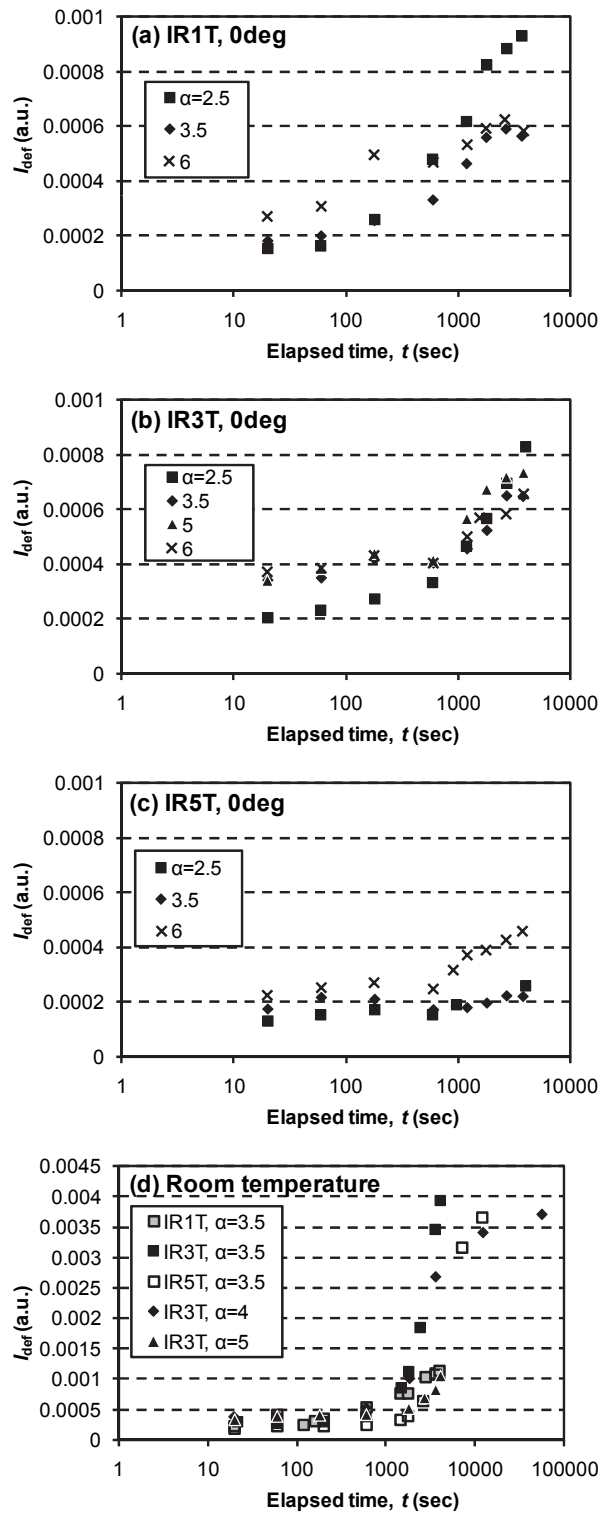 (a) IR1T, 0deg
0.001
0.0008
0.0006
0.0004
0.0002
0
I_def (a.u.)
α=2.5
3.5
6
1 10 100 1000 10000
Elapsed time, t (sec)
(b) IR3T, 0deg
0.001
0.0008
0.0006
0.0004
0.0002
0
I_def (a.u.)
α=2.5
3.5
5
6
1 10 100 1000 10000
Elapsed time, t (sec)
(c) IR5T, 0deg
0.001
0.0008
0.0006
0.0004
0.0002
0
I_def (a.u.)
α=2.5
3.5
6
1 10 100 1000 10000
Elapsed time, t (sec)
(d) Room temperature
0.0045
0.004
0.0035
0.003
0.0025
0.002
0.0015
0.001
0.0005
0
I_def (a.u.)
IR1T, α=3.5
IR3T, α=3.5
IR5T, α=3.5
IR3T, α=4
IR3T, α=5
1 10 100 1000 10000 100000
Elapsed time, t (sec)